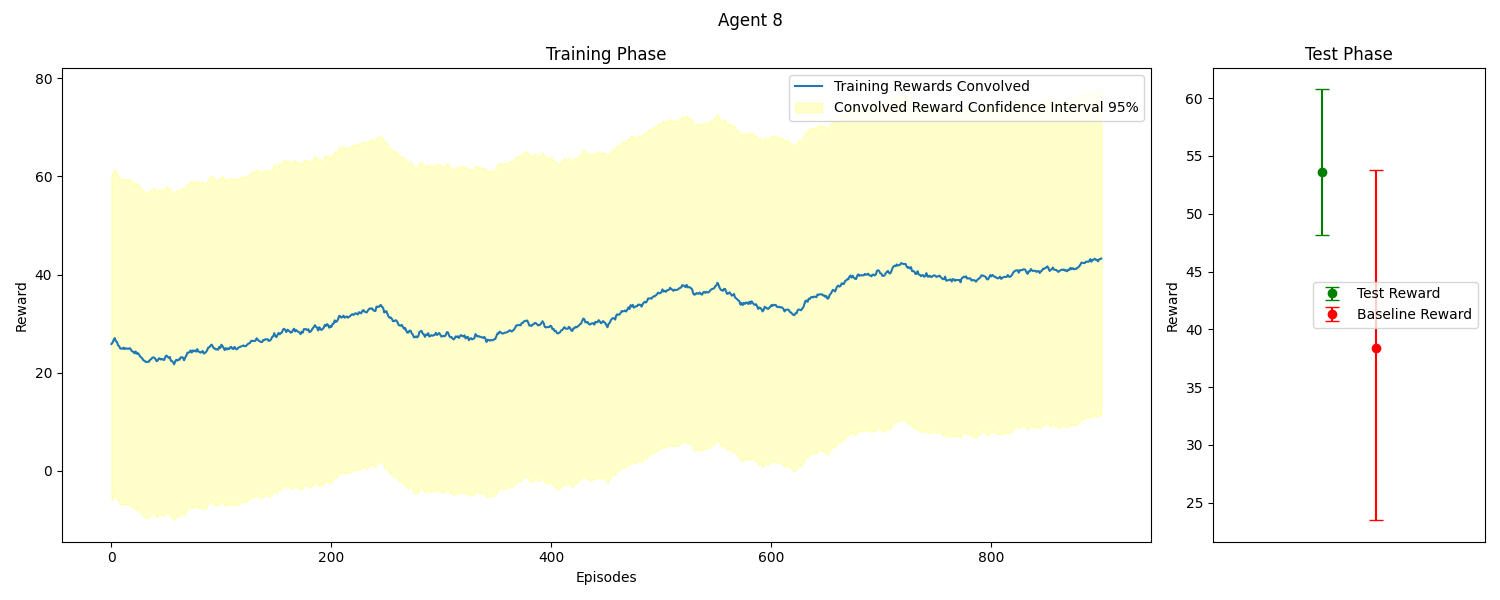 Agent 8
Training Phase
Training Rewards Convolved
Convolved Reward Confidence Interval 95%
80
60
40
20
0
Reward
0 200 400 600 800
Episodes
Test Phase
60
55
50
45
40
35
30
25
Reward
Test Reward
Baseline Reward